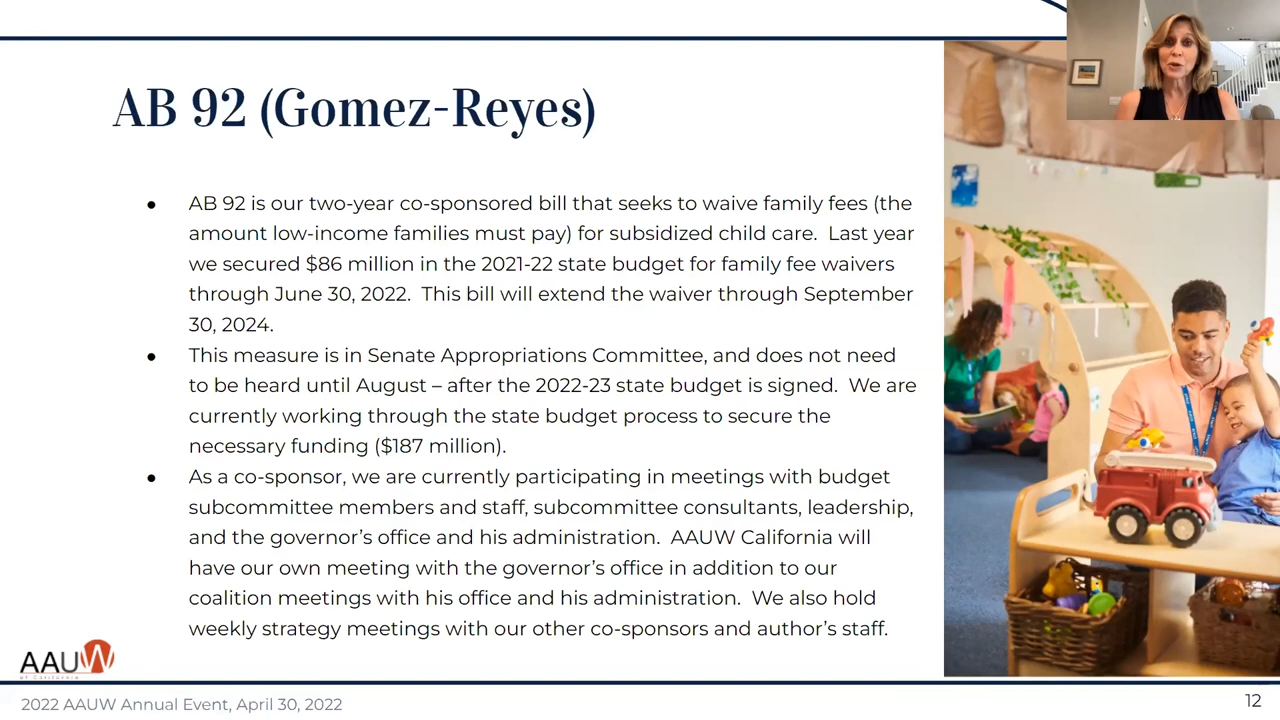 AB 92 (Gomez-Reyes)
● AB 92 is our two-year co-sponsored bill that seeks to waive family fees (the
amount low-income families must pay) for subsidized child care.  Last year
we secured $86 million in the 2021-22 state budget for family fee waivers
through June 30, 2022.  This bill will extend the waiver through September
30, 2024.
● This measure is in Senate Appropriations Committee, and does not need
to be heard until August – after the 2022-23 state budget is signed.  We are
currently working through the state budget process to secure the
necessary funding ($187 million).
● As a co-sponsor, we are currently participating in meetings with budget
subcommittee members and staff, subcommittee consultants, leadership,
and the governor’s office and his administration.  AAUW California will
have our own meeting with the governor’s office in addition to our
coalition meetings with his office and his administration.  We also hold
weekly strategy meetings with our other co-sponsors and author’s staff.
AAUW
of California
2022 AAUW Annual Event, April 30, 2022
12